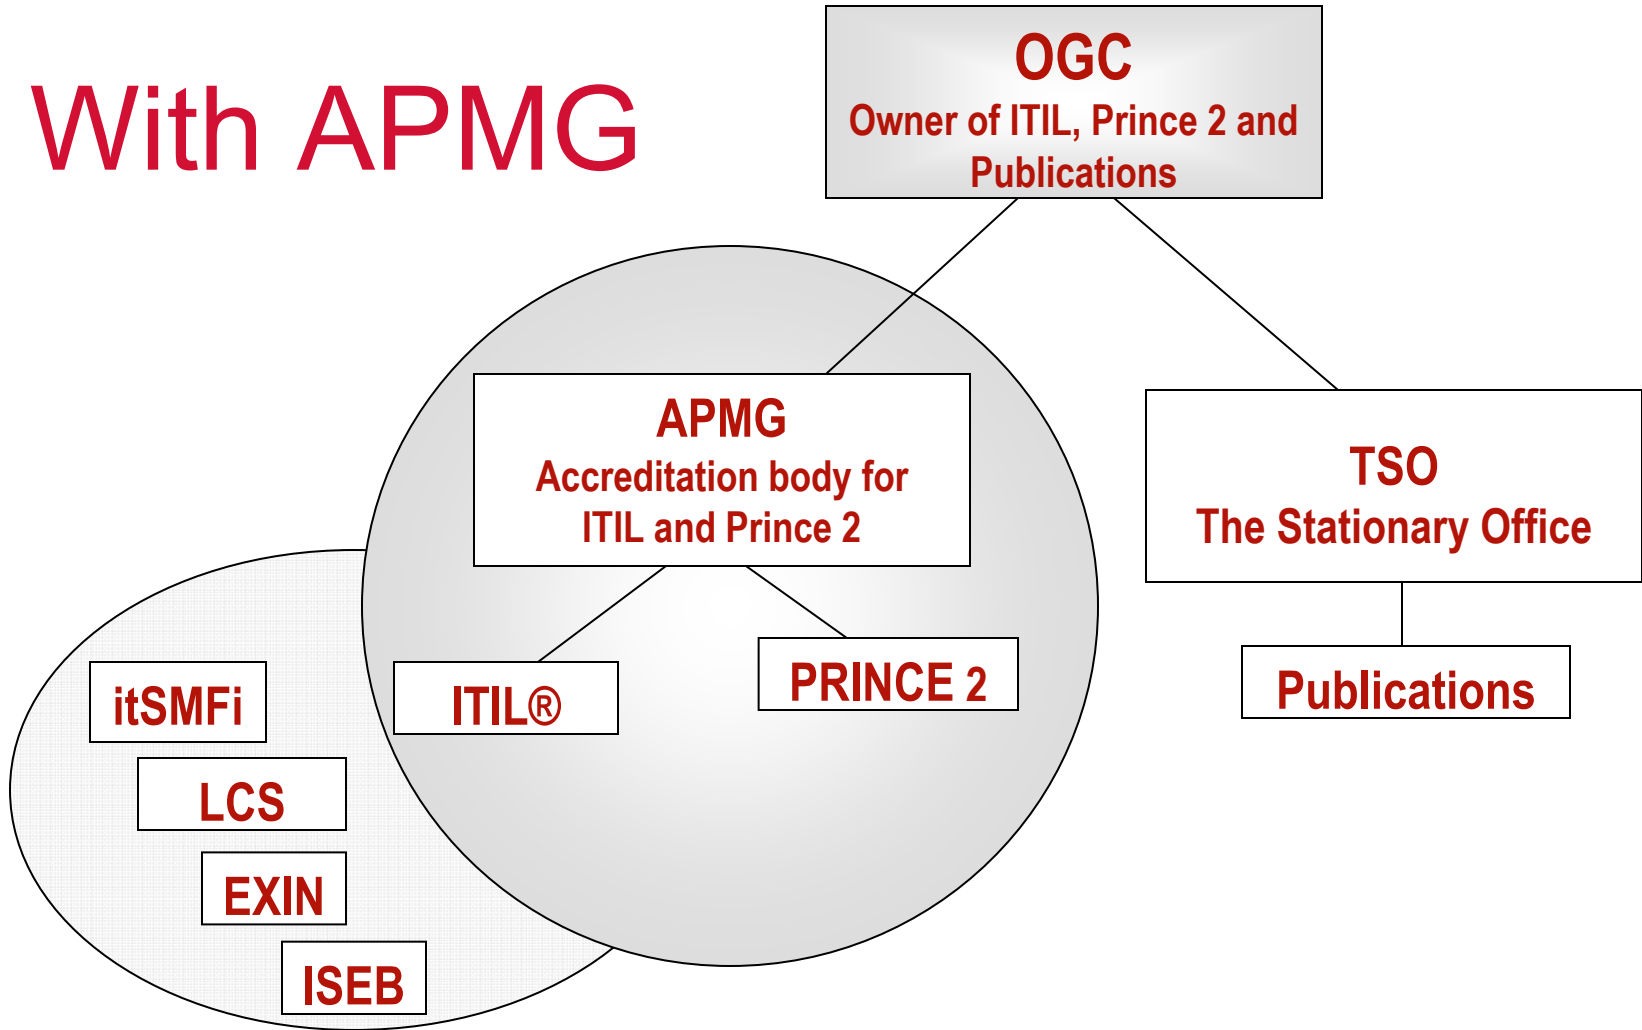 With APMG
OGC
Owner of ITIL, Prince 2 and
Publications
APMG
Accreditation body for
ITIL and Prince 2
TSO
The Stationary Office
itSMFi
ITIL®
PRINCE 2
Publications
LCS
EXIN
ISEB